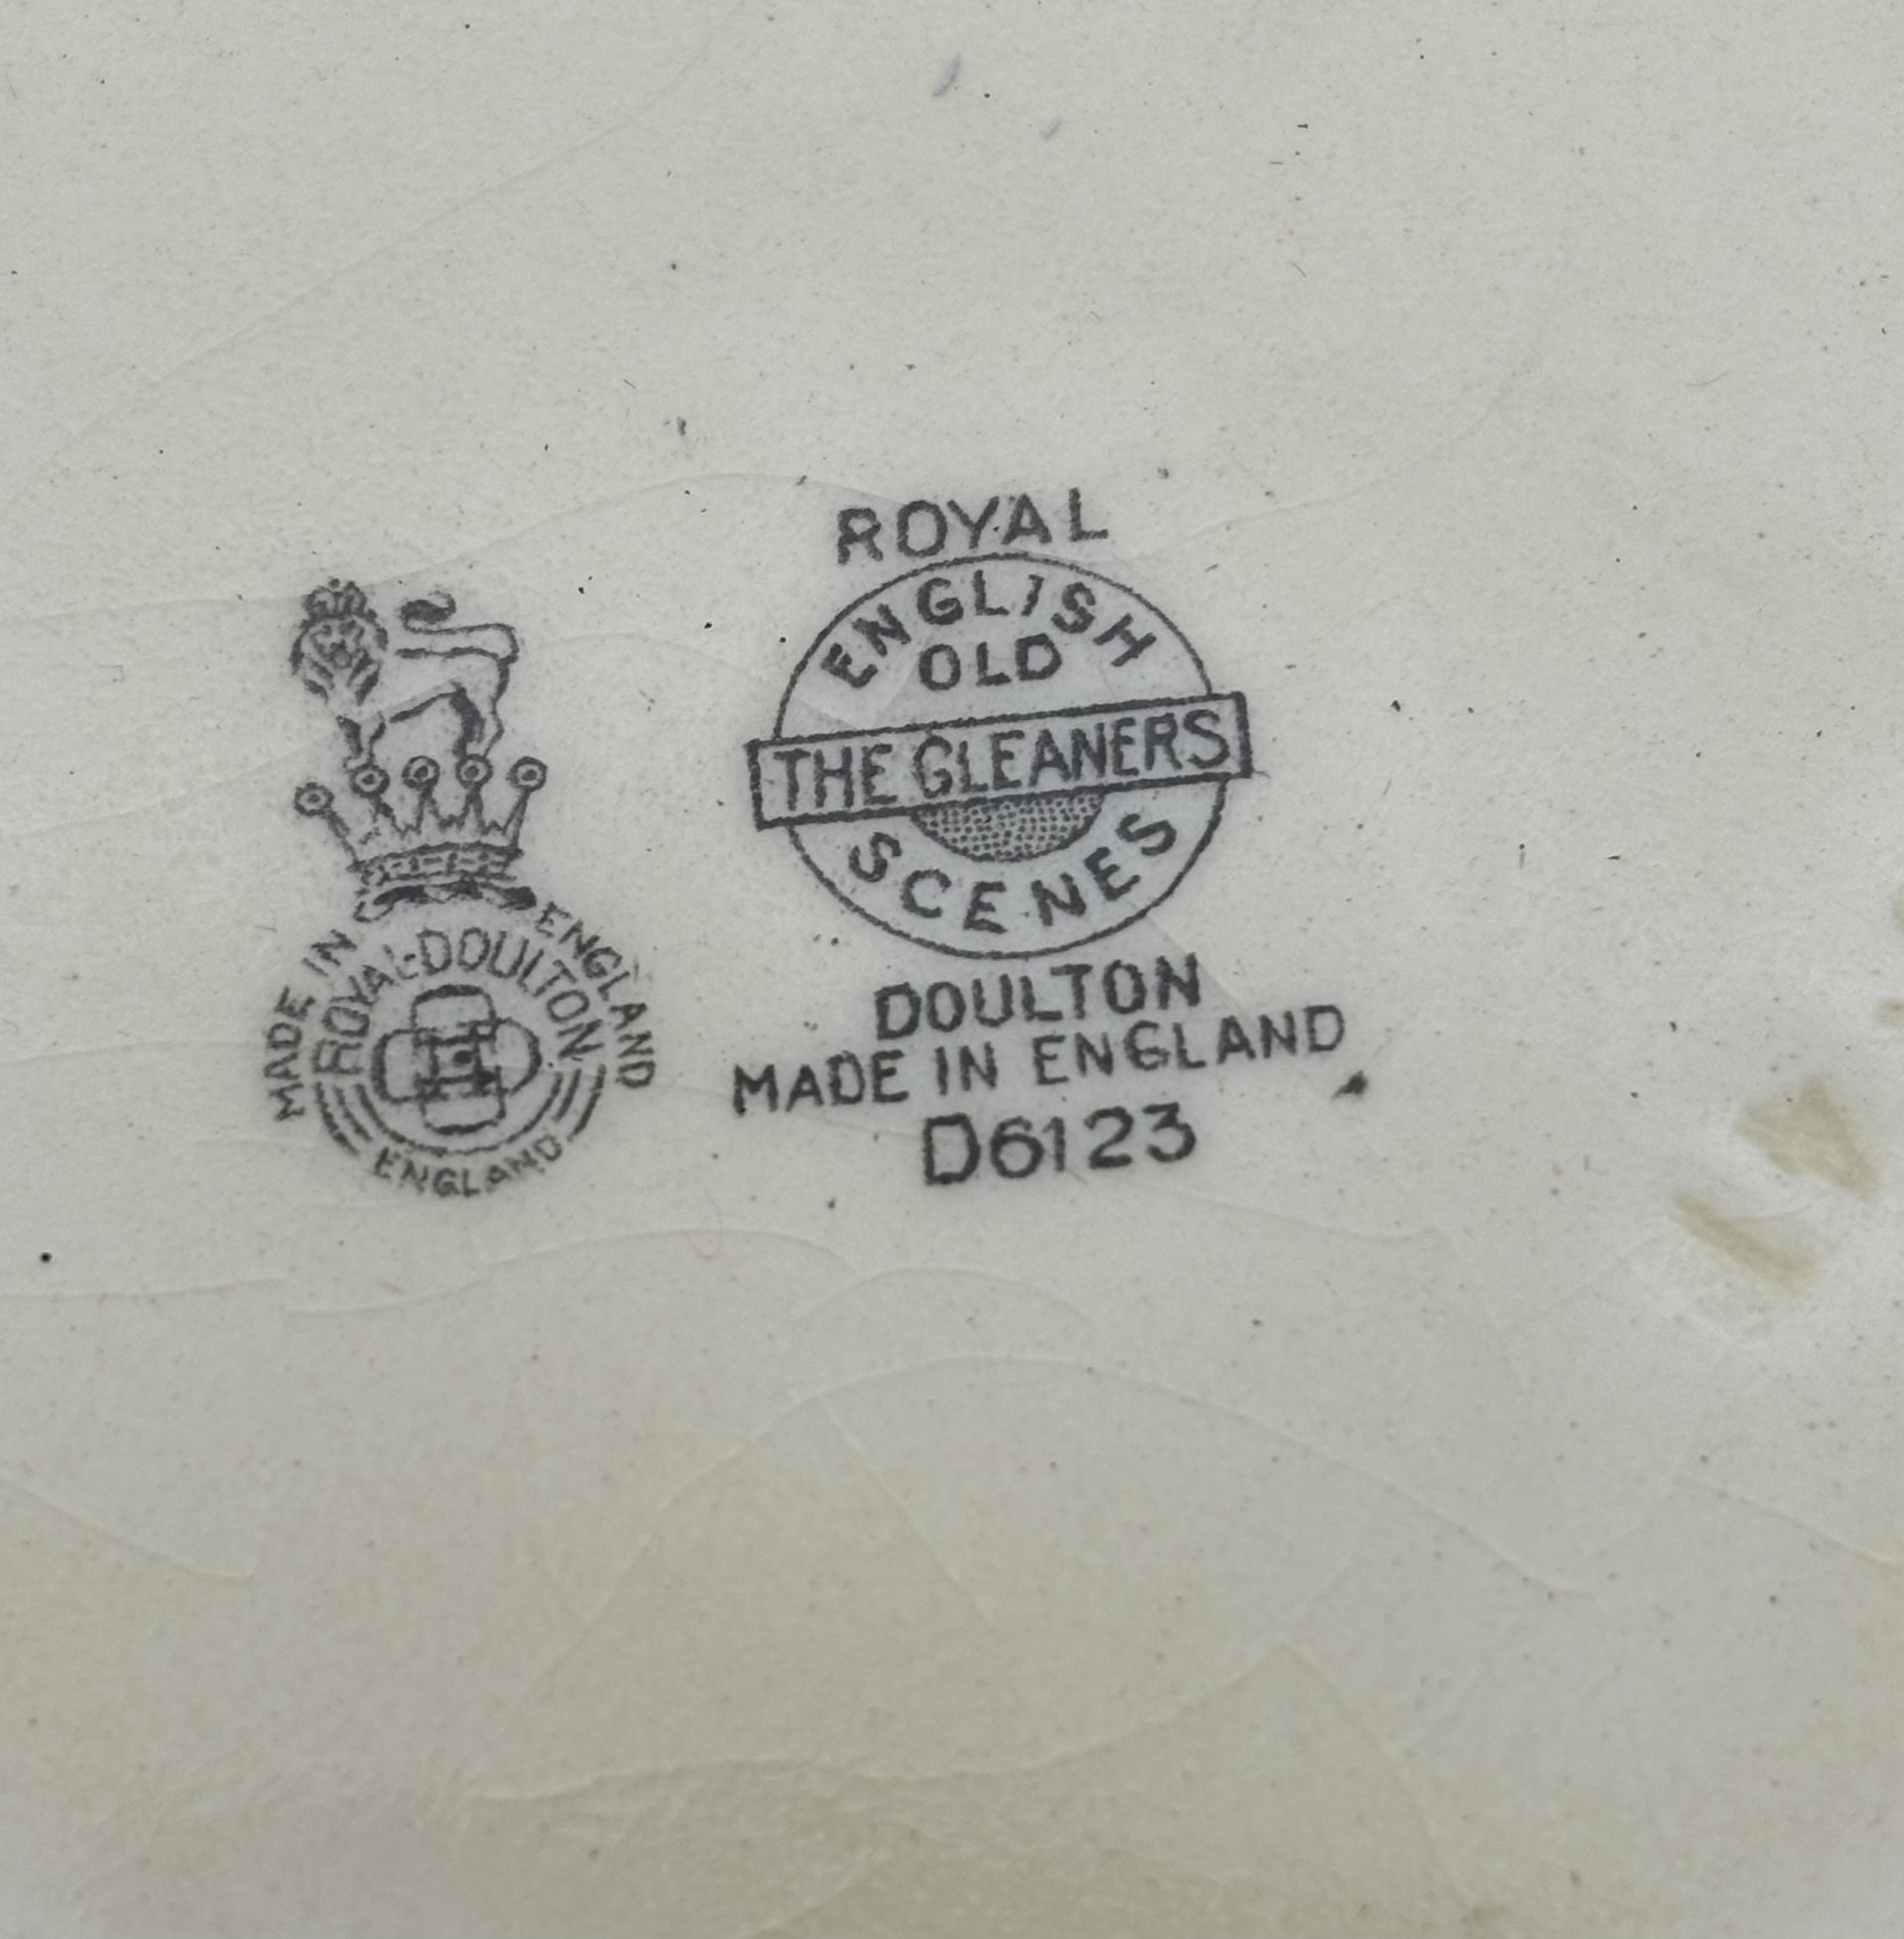 MADE IN ENGLAND
ROYAL·DOULTON
ENGLAND
ROYAL
ENGLISH
OLD
THE GLEANERS
SCENES
DOULTON
MADE IN ENGLAND
D6123